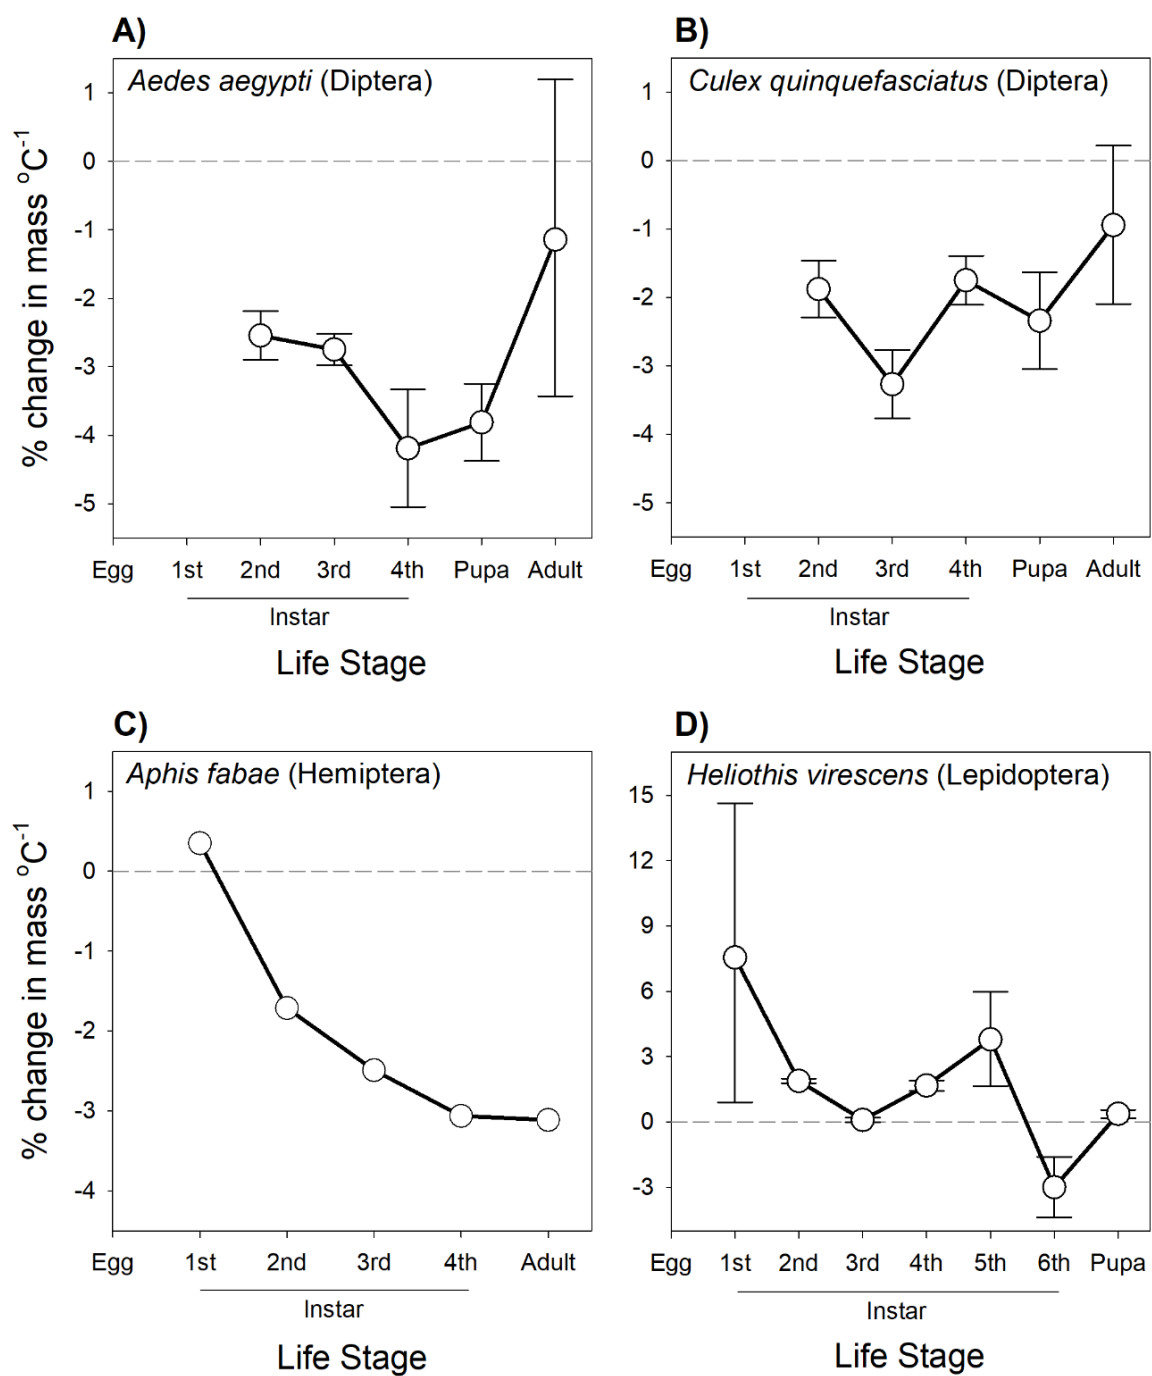 A)
Aedes aegypti (Diptera)
% change in mass °C⁻¹
1
0
-1
-2
-3
-4
-5
Egg 1st 2nd 3rd 4th Pupa Adult
Instar
Life Stage
B)
Culex quinquefasciatus (Diptera)
1
0
-1
-2
-3
-4
-5
Egg 1st 2nd 3rd 4th Pupa Adult
Instar
Life Stage
C)
Aphis fabae (Hemiptera)
% change in mass °C⁻¹
1
0
-1
-2
-3
-4
Egg 1st 2nd 3rd 4th Adult
Instar
Life Stage
D)
Heliothis virescens (Lepidoptera)
15
12
9
6
3
0
-3
Egg 1st 2nd 3rd 4th 5th 6th Pupa
Instar
Life Stage